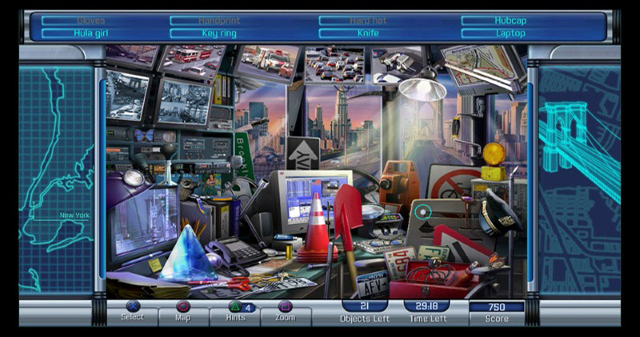 Gloves Handprint Hard hat Hubcap
Hula girl Key ring Knife Laptop
New York
4
21 29:18 750
Select Map Hints Zoom Objects Left Time Left Score